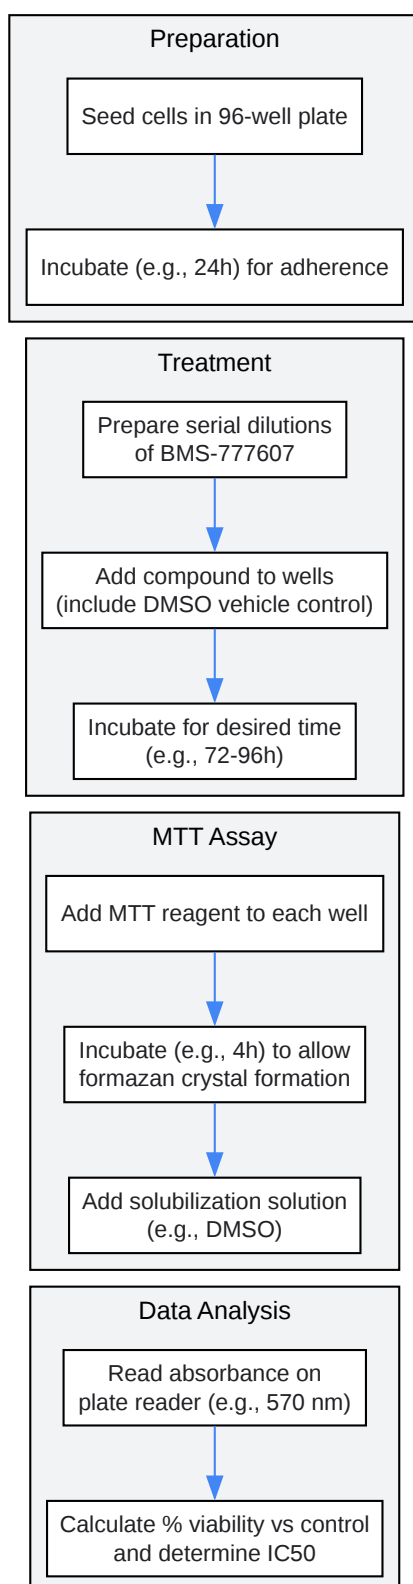 Preparation
Seed cells in 96-well plate
Incubate (e.g., 24h) for adherence
Treatment
Prepare serial dilutions
of BMS-777607
Add compound to wells
(include DMSO vehicle control)
Incubate for desired time
(e.g., 72-96h)
MTT Assay
Add MTT reagent to each well
Incubate (e.g., 4h) to allow
formazan crystal formation
Add solubilization solution
(e.g., DMSO)
Data Analysis
Read absorbance on
plate reader (e.g., 570 nm)
Calculate % viability vs control
and determine IC50